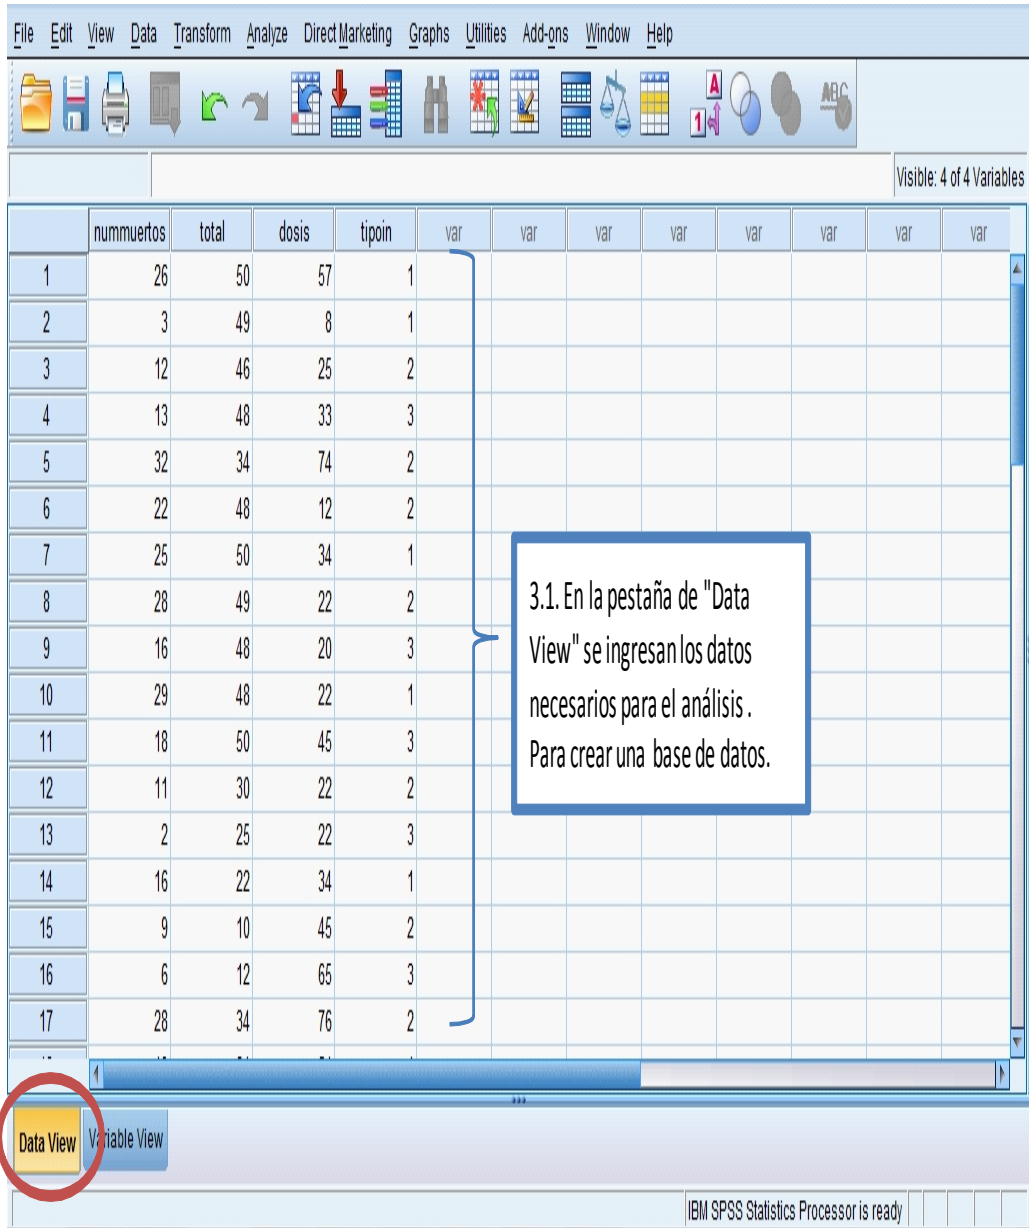 File Edit View Data Transform Analyze Direct Marketing Graphs Utilities Add-ons Window Help
A
1
ABC
Visible: 4 of 4 Variables
nummuertos total dosis tipoin var var var var var var var var
1 26 50 57 1
2 3 49 8 1
3 12 46 25 2
4 13 48 33 3
5 32 34 74 2
6 22 48 12 2
7 25 50 34 1
8 28 49 22 2
9 16 48 20 3
10 29 48 22 1
11 18 50 45 3
12 11 30 22 2
13 2 25 22 3
14 16 22 34 1
15 9 10 45 2
16 6 12 65 3
17 28 34 76 2
3.1. En la pestaña de "Data
View" se ingresan los datos
necesarios para el análisis .
Para crear una base de datos.
Data View Variable View
IBM SPSS Statistics Processor is ready